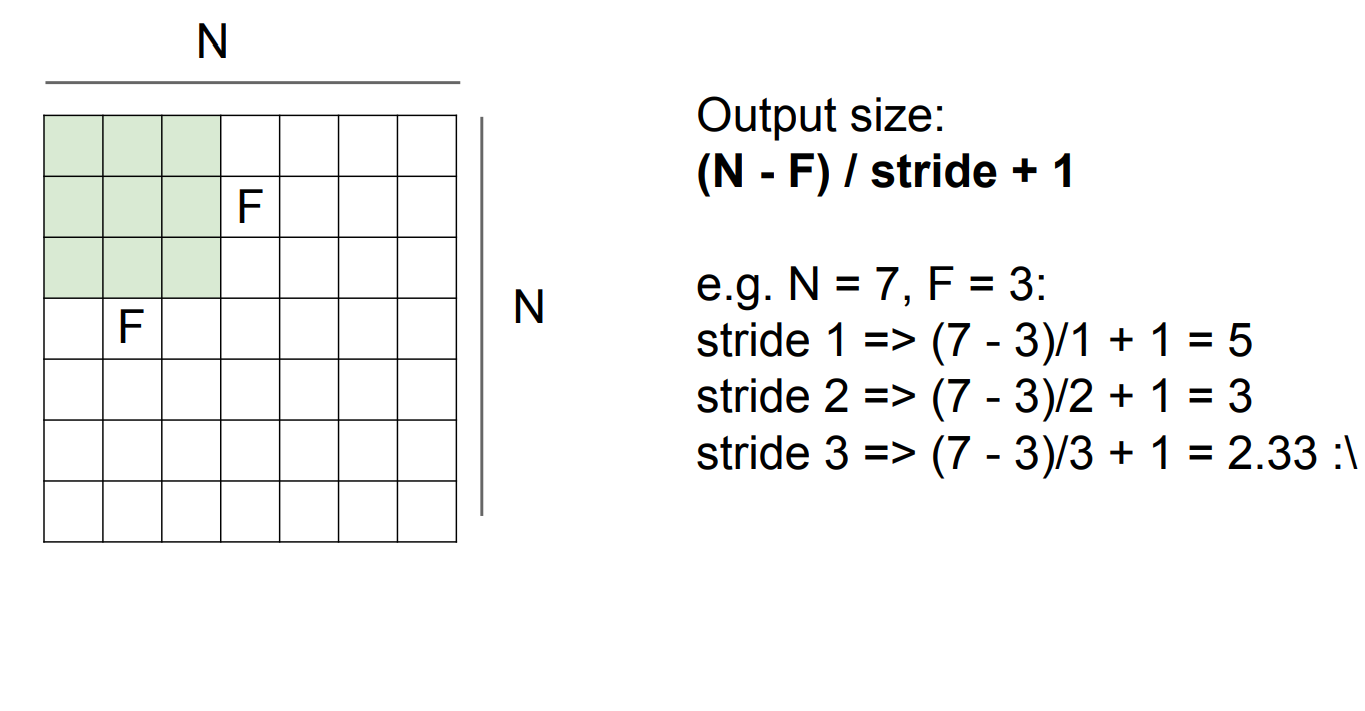 N
F
N
F
Output size:
(N - F) / stride + 1
e.g. N = 7, F = 3:
stride 1 => (7 - 3)/1 + 1 = 5
stride 2 => (7 - 3)/2 + 1 = 3
stride 3 => (7 - 3)/3 + 1 = 2.33 :\